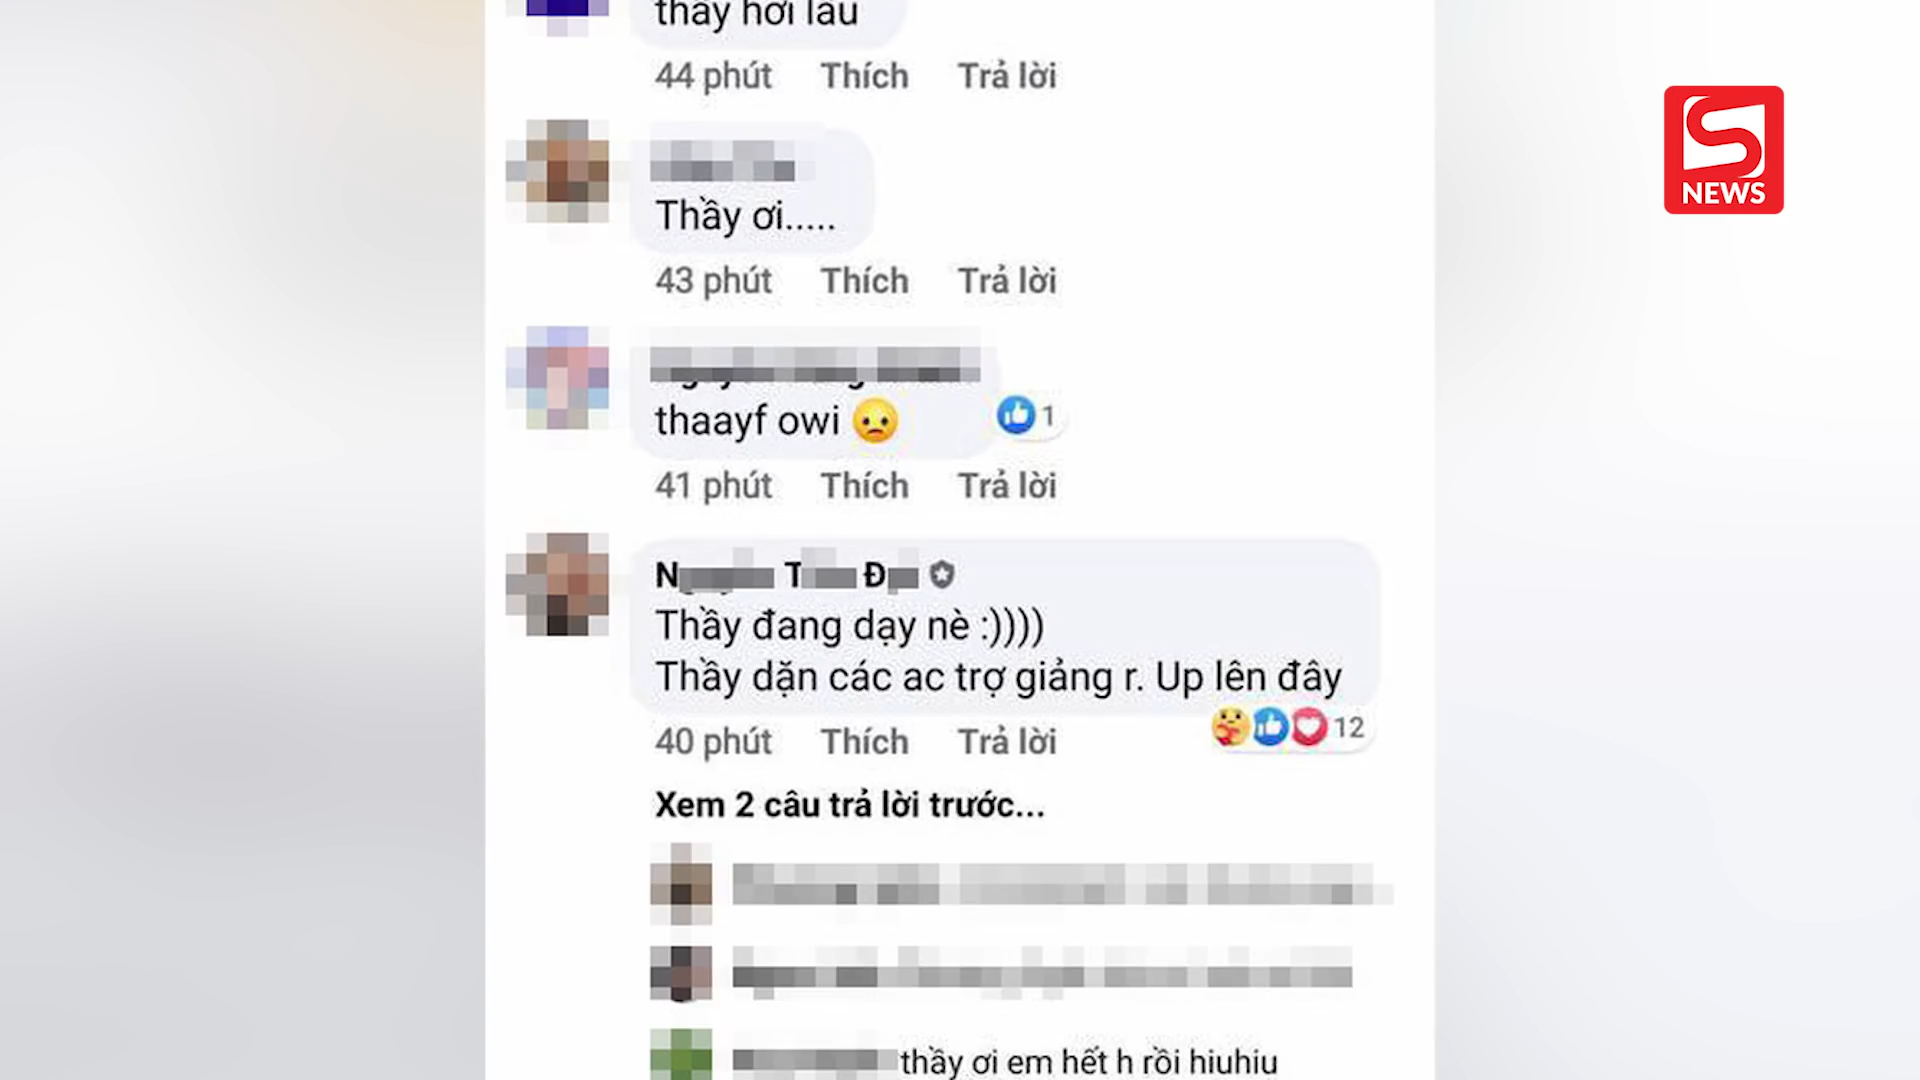 thầy hơi lâu
44 phút Thích Trả lời
Thầy ơi.....
43 phút Thích Trả lời
thaayf owi 1
41 phút Thích Trả lời
Thầy đang dạy nè :))))
Thầy dặn các ac trợ giảng r. Up lên đây
40 phút Thích Trả lời 12
Xem 2 câu trả lời trước...
thầy ơi em hết h rồi hiuhiu
S
NEWS